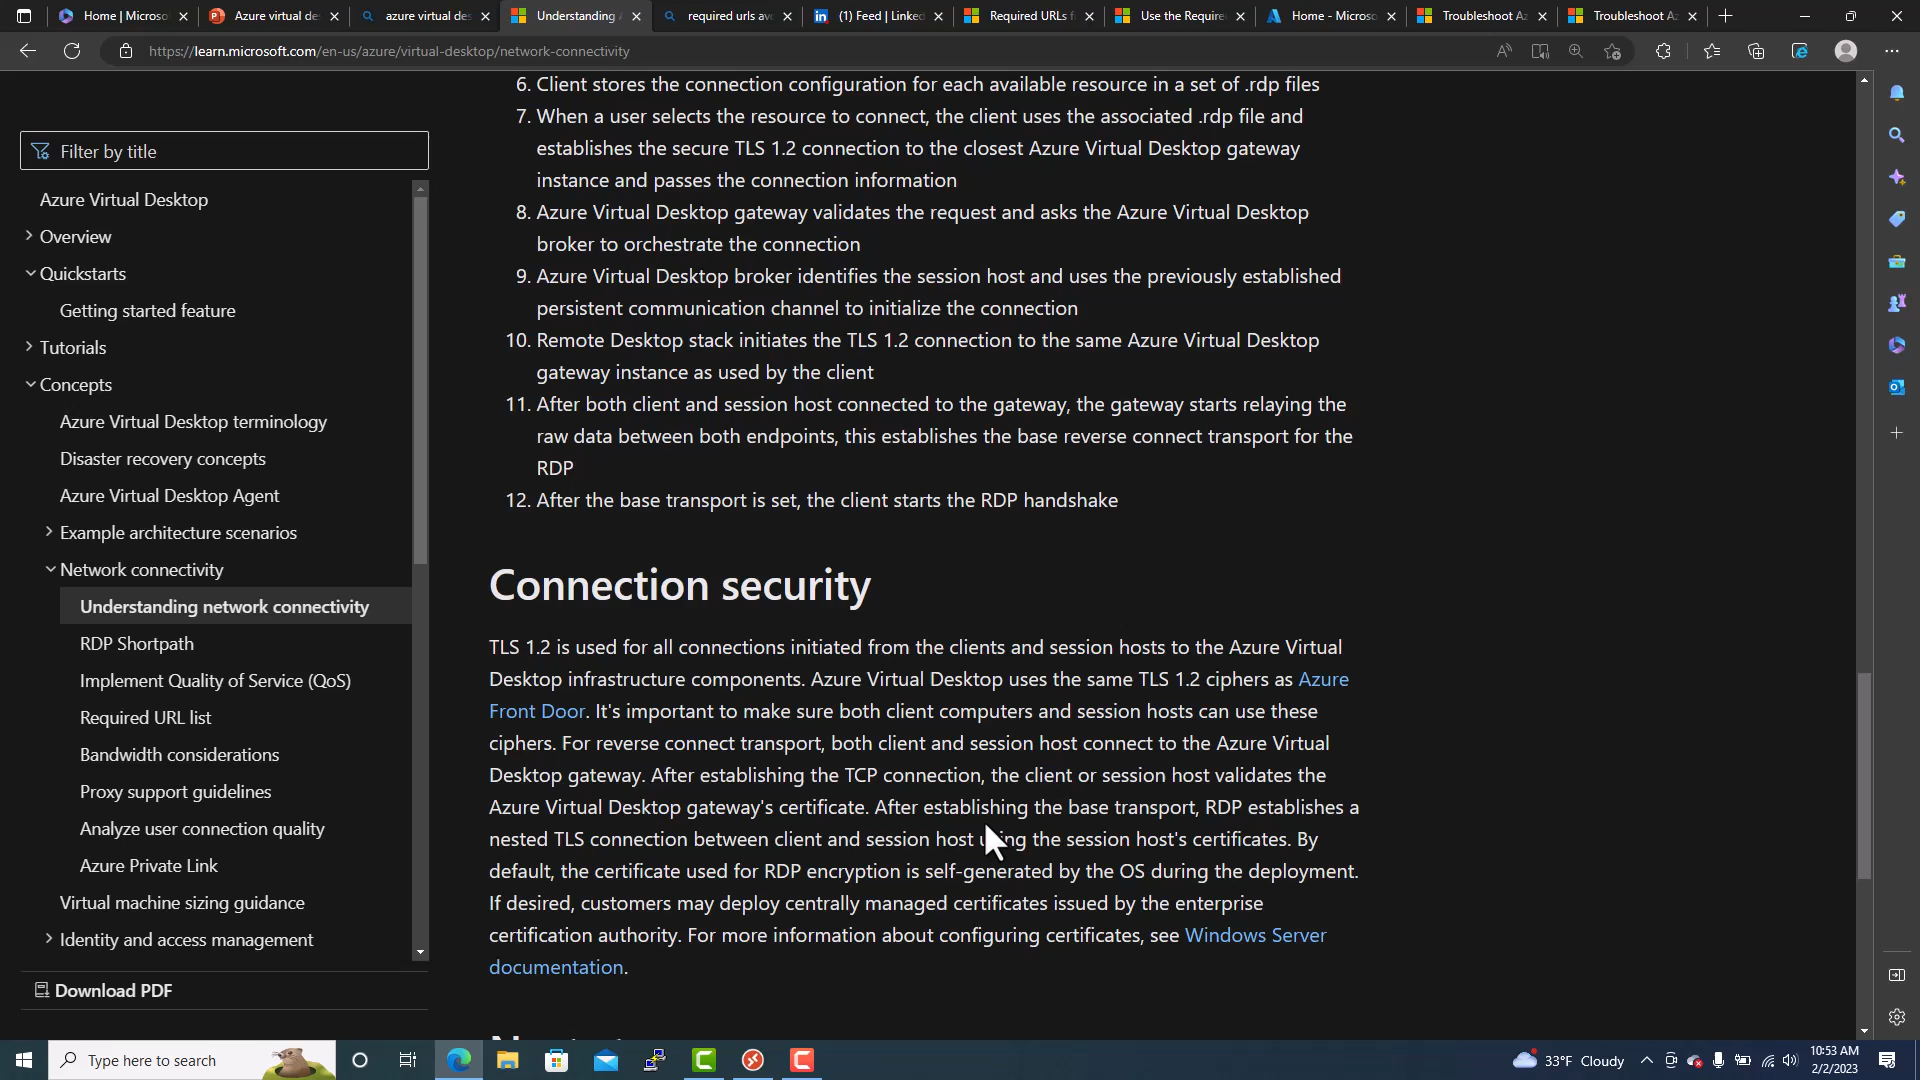 Home | Microso
Azure virtual de
azure virtual des
Understanding
required urls avd
(1) Feed | Linked
Required URLs f
Use the Require
Home - Microso
Troubleshoot Az
Troubleshoot Az
https://learn.microsoft.com/en-us/azure/virtual-desktop/network-connectivity
Filter by title
Azure Virtual Desktop
Overview
Quickstarts
Getting started feature
Tutorials
Concepts
Azure Virtual Desktop terminology
Disaster recovery concepts
Azure Virtual Desktop Agent
Example architecture scenarios
Network connectivity
Understanding network connectivity
RDP Shortpath
Implement Quality of Service (QoS)
Required URL list
Bandwidth considerations
Proxy support guidelines
Analyze user connection quality
Azure Private Link
Virtual machine sizing guidance
Identity and access management
Download PDF
6. Client stores the connection configuration for each available resource in a set of .rdp files
7. When a user selects the resource to connect, the client uses the associated .rdp file and
establishes the secure TLS 1.2 connection to the closest Azure Virtual Desktop gateway
instance and passes the connection information
8. Azure Virtual Desktop gateway validates the request and asks the Azure Virtual Desktop
broker to orchestrate the connection
9. Azure Virtual Desktop broker identifies the session host and uses the previously established
persistent communication channel to initialize the connection
10. Remote Desktop stack initiates the TLS 1.2 connection to the same Azure Virtual Desktop
gateway instance as used by the client
11. After both client and session host connected to the gateway, the gateway starts relaying the
raw data between both endpoints, this establishes the base reverse connect transport for the
RDP
12. After the base transport is set, the client starts the RDP handshake
Connection security
TLS 1.2 is used for all connections initiated from the clients and session hosts to the Azure Virtual
Desktop infrastructure components. Azure Virtual Desktop uses the same TLS 1.2 ciphers as Azure
Front Door. It's important to make sure both client computers and session hosts can use these
ciphers. For reverse connect transport, both client and session host connect to the Azure Virtual
Desktop gateway. After establishing the TCP connection, the client or session host validates the
Azure Virtual Desktop gateway's certificate. After establishing the base transport, RDP establishes a
nested TLS connection between client and session host using the session host's certificates. By
default, the certificate used for RDP encryption is self-generated by the OS during the deployment.
If desired, customers may deploy centrally managed certificates issued by the enterprise
certification authority. For more information about configuring certificates, see Windows Server
documentation.
Type here to search
33°F Cloudy
10:53 AM
2/2/2023